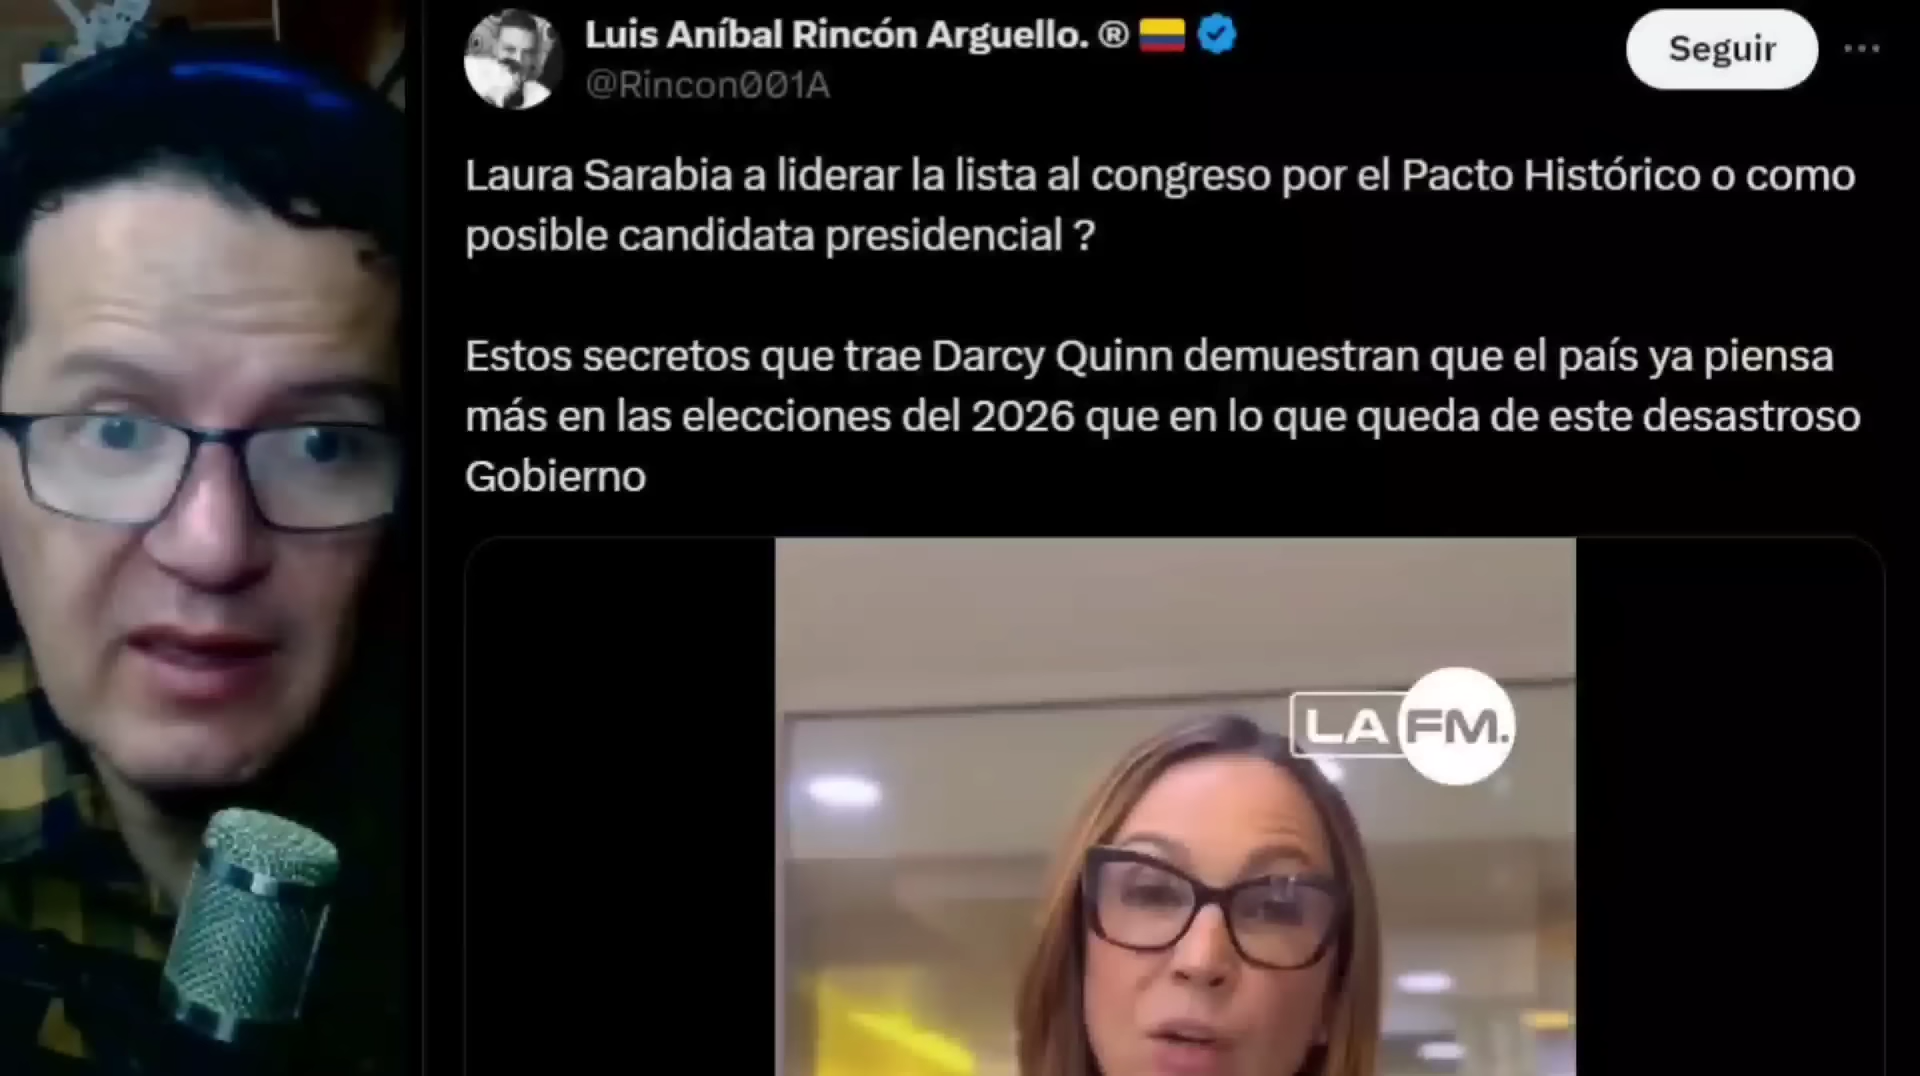 Luis Aníbal Rincón Arguello. ®
Seguir
@Rincon001A
Laura Sarabia a liderar la lista al congreso por el Pacto Histórico o como
posible candidata presidencial ?
Estos secretos que trae Darcy Quinn demuestran que el país ya piensa
más en las elecciones del 2026 que en lo que queda de este desastroso
Gobierno
LA FM.